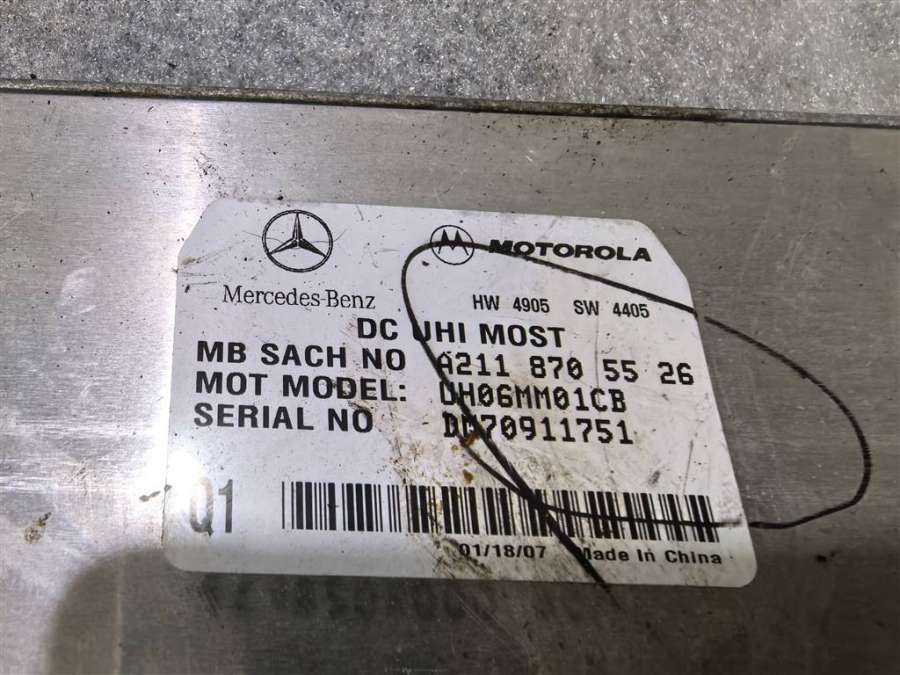 MOTOROLA
Mercedes-Benz
HW 4905 SW 4405
DC UHI MOST
MB SACH NO A211 870 55 26
MOT MODEL: UH06MM01CB
SERIAL NO
Q1
01/18/07 Made In China